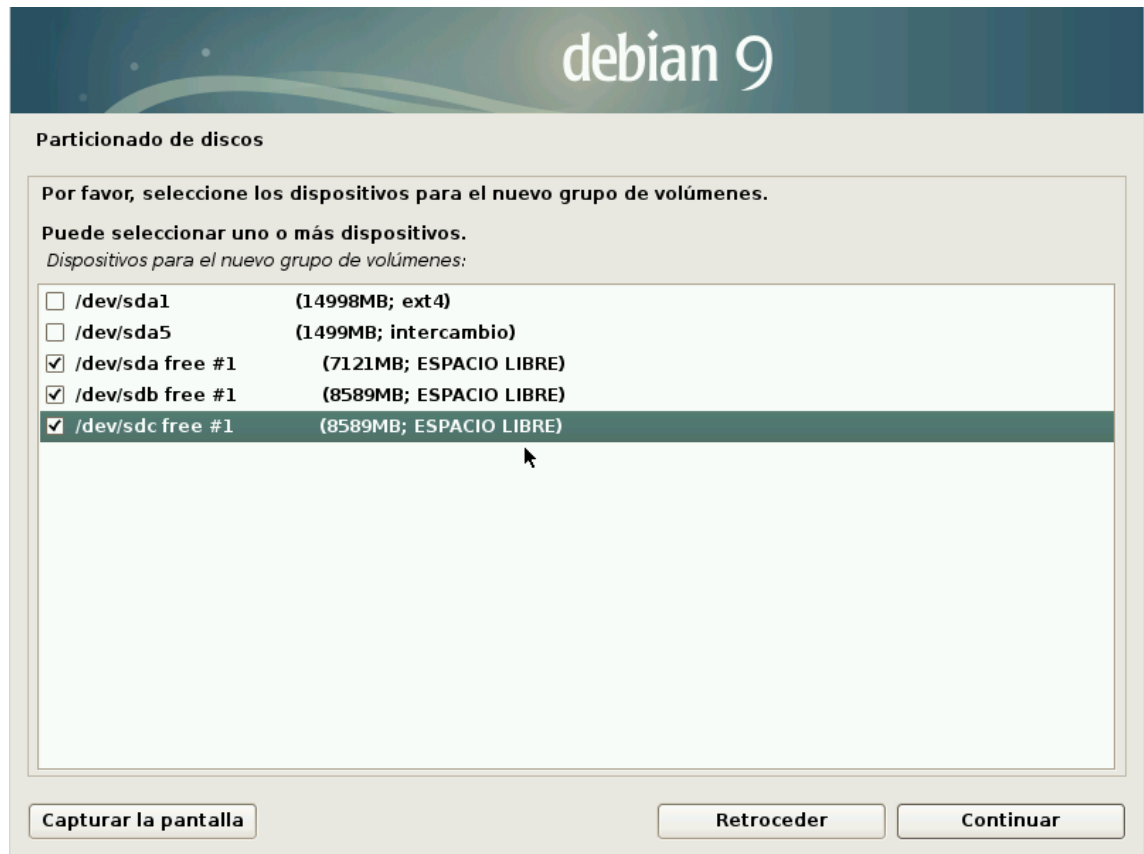 debian 9
Particionado de discos
Por favor, seleccione los dispositivos para el nuevo grupo de volúmenes.
Puede seleccionar uno o más dispositivos.
Dispositivos para el nuevo grupo de volúmenes:
/dev/sda1 (14998MB; ext4)
/dev/sda5 (1499MB; intercambio)
/dev/sda free #1 (7121MB; ESPACIO LIBRE)
/dev/sdb free #1 (8589MB; ESPACIO LIBRE)
/dev/sdc free #1 (8589MB; ESPACIO LIBRE)
Capturar la pantalla Retroceder Continuar